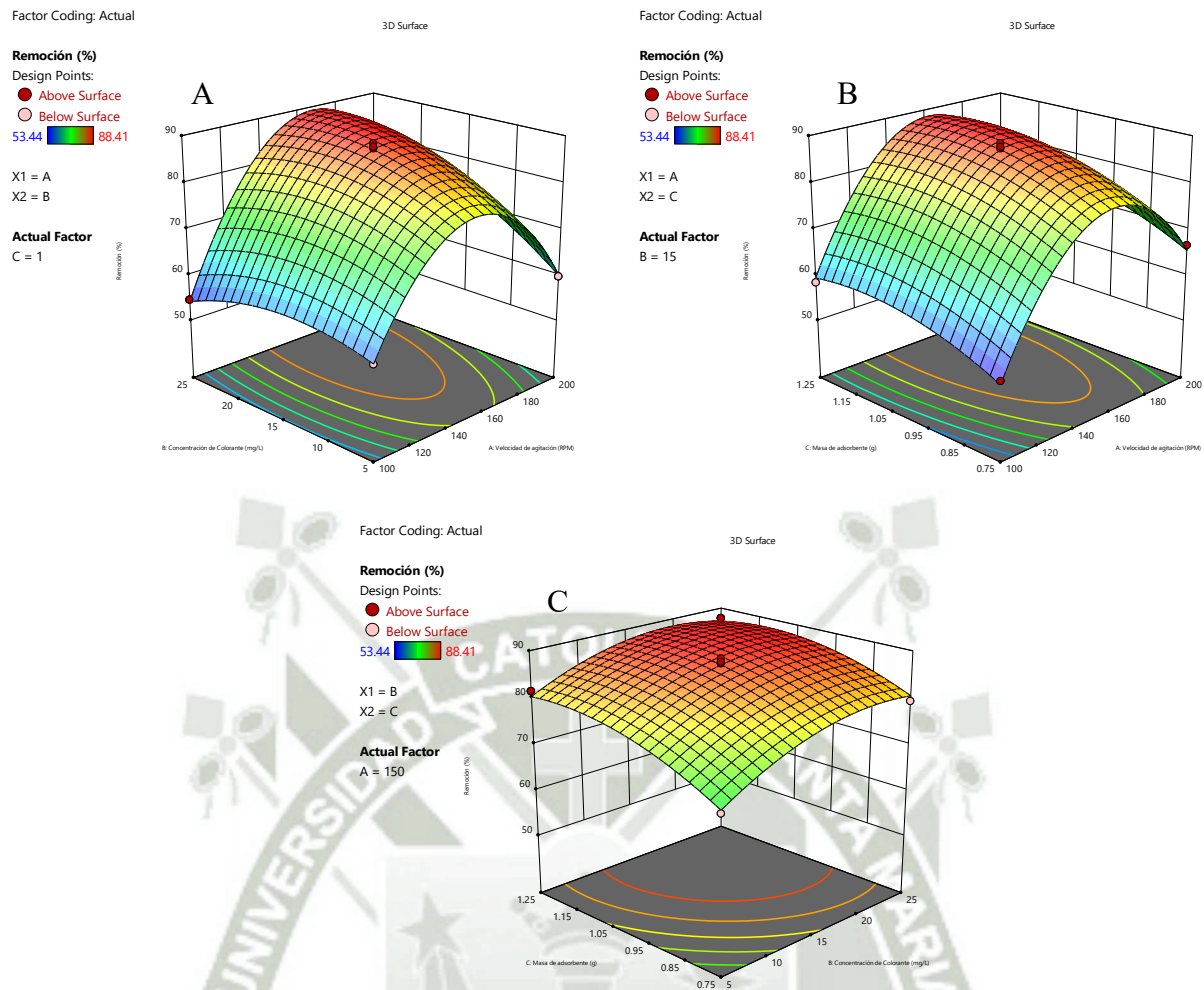 Factor Coding: Actual
3D Surface
Remoción (%)
Design Points:
Above Surface
Below Surface
53.44 88.41
X1 = A
X2 = B
Actual Factor
C = 1
A
90
80
70
60
50
Remoción (%)
25
20
15
10
5
100
120
140
160
180
200
B: Concentración de Colorante (mg/L)
A: Velocidad de agitación (RPM)
Factor Coding: Actual
3D Surface
Remoción (%)
Design Points:
Above Surface
Below Surface
53.44 88.41
X1 = A
X2 = C
Actual Factor
B = 15
B
90
80
70
60
50
Remoción (%)
1.25
1.15
1.05
0.95
0.85
0.75
100
120
140
160
180
200
C: Masa de adsorbente (g)
A: Velocidad de agitación (RPM)
Factor Coding: Actual
3D Surface
Remoción (%)
Design Points:
Above Surface
Below Surface
53.44 88.41
X1 = B
X2 = C
Actual Factor
A = 150
C
90
80
70
60
50
Remoción (%)
1.25
1.15
1.05
0.95
0.85
0.75
5
10
15
20
25
C: Masa de adsorbente (g)
B: Concentración de Colorante (mg/L)